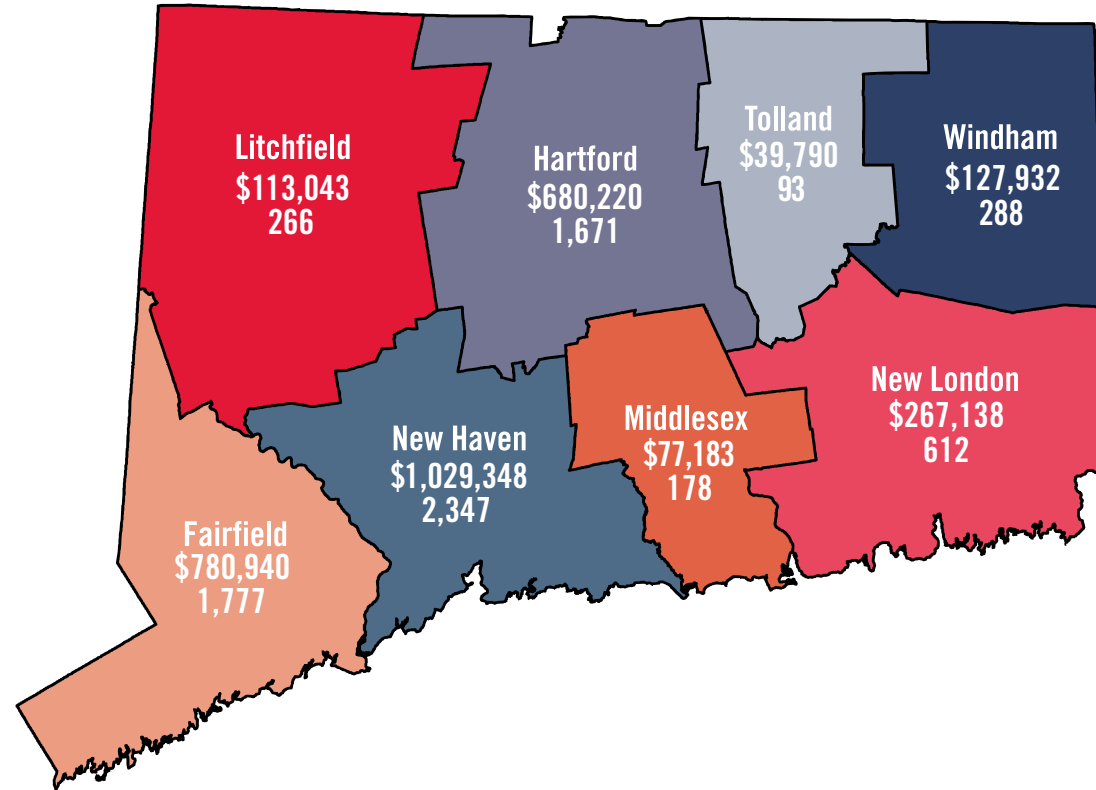 Litchfield
$113,043
266
Hartford
$680,220
1,671
Tolland
$39,790
93
Windham
$127,932
288
Fairfield
$780,940
1,777
New Haven
$1,029,348
2,347
Middlesex
$77,183
178
New London
$267,138
612